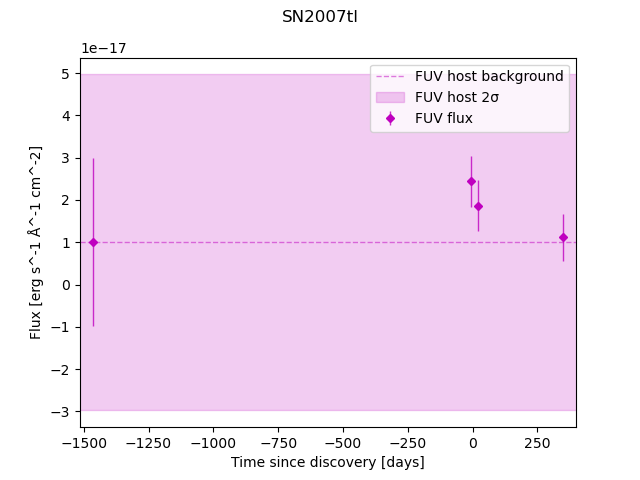 SN2007tl
1e−17
FUV host background
FUV host 2σ
FUV flux
5
4
3
2
1
0
−1
−2
−3
Flux [erg s^-1 Å^-1 cm^-2]
−1500 −1250 −1000 −750 −500 −250 0 250
Time since discovery [days]